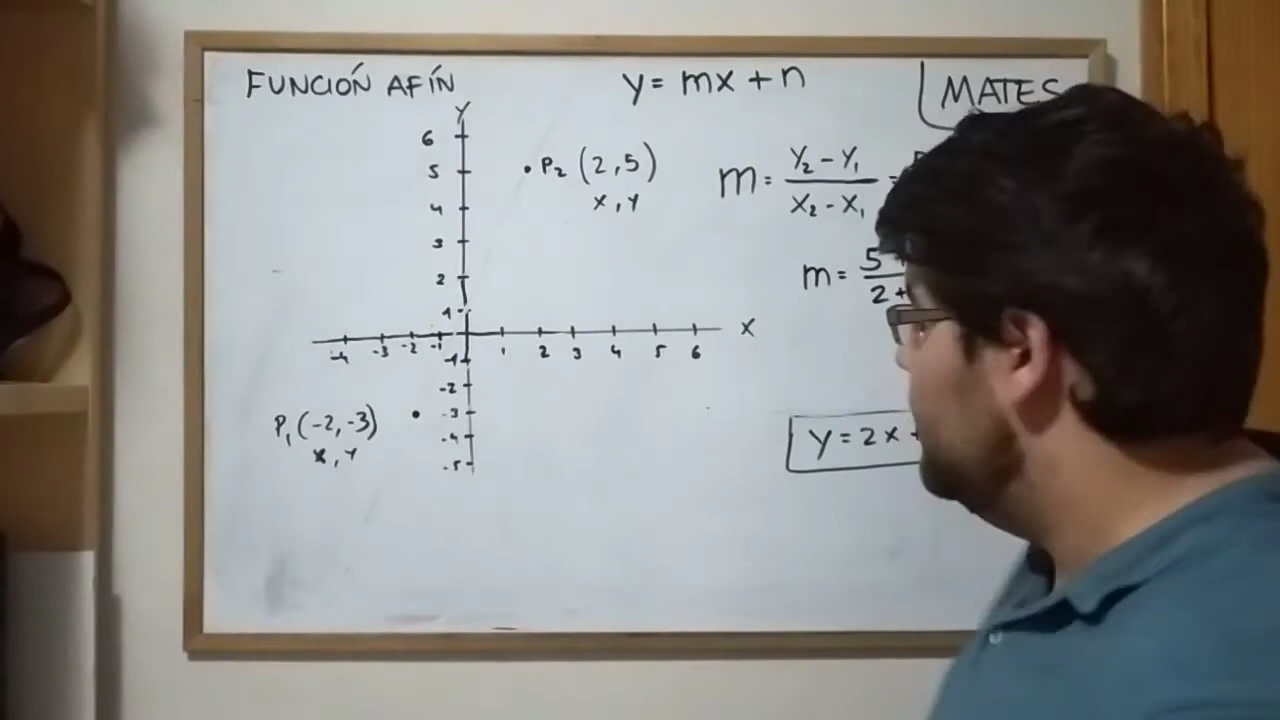 FUNCIÓN AFÍN
y = mx + n
MATES
Y
6
5
4
3
2
1
-4 -3 -2 -1 1 2 3 4 5 6 X
-1
-2
-3
-4
-5
P₂ (2,5)
X, Y
P₁ (-2,-3)
X, Y
m = Y₂ - Y₁ / X₂ - X₁ =
m = 5 + / 2 +
y = 2x +